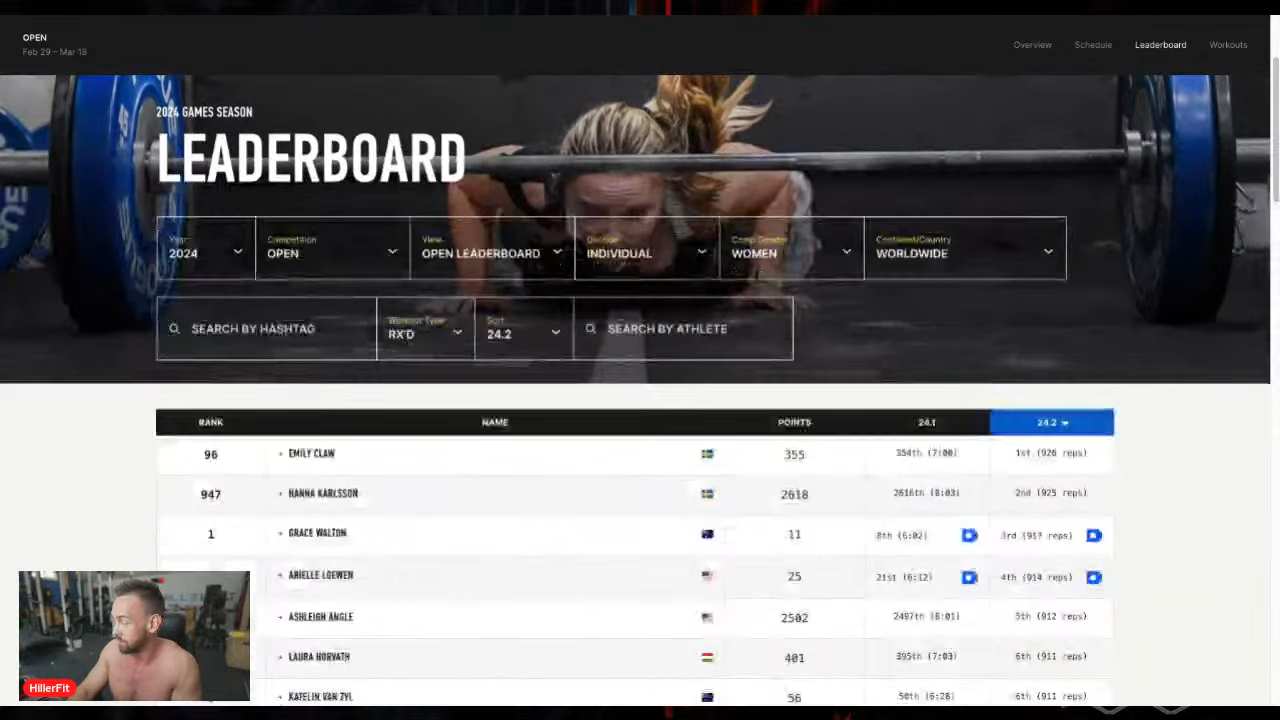 OPEN
Feb 29 – Mar 18
Overview Schedule Leaderboard Workouts
2024 GAMES SEASON
LEADERBOARD
Year Competition View Division Comp Gender Continent/Country
2024 OPEN OPEN LEADERBOARD INDIVIDUAL WOMEN WORLDWIDE
SEARCH BY HASHTAG Workout Type RX'D Sort 24.2 SEARCH BY ATHLETE
RANK NAME POINTS 24.1 24.2
96 EMILY CLAW 355 354th (7:00) 1st (926 reps)
947 HANNA KARLSSON 2618 2616th (8:03) 2nd (925 reps)
1 GRACE WALTON 11 8th (6:02) 3rd (917 reps)
ARIELLE LOEWEN 25 21st (6:12) 4th (914 reps)
ASHLEIGH ANGLE 2502 2497th (8:01) 5th (912 reps)
LAURA HORVATH 401 395th (7:03) 6th (911 reps)
KATELIN VAN ZYL 56 50th (6:28) 6th (911 reps)
HillerFit